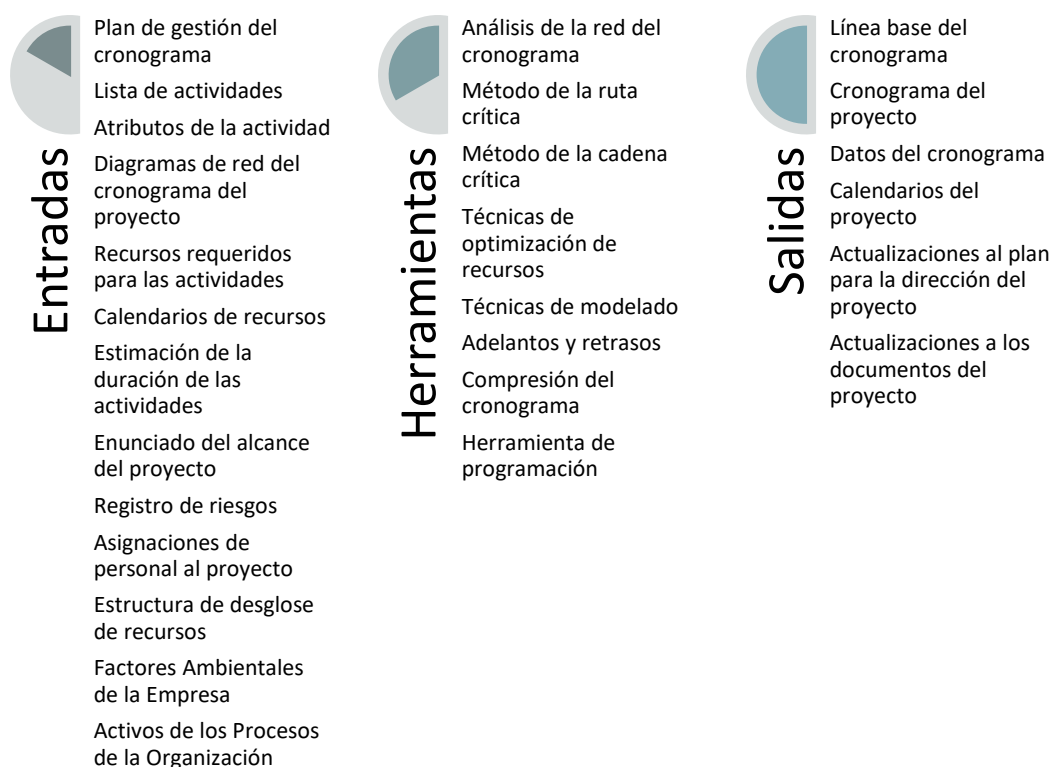 Entradas
Plan de gestión del
cronograma
Lista de actividades
Atributos de la actividad
Diagramas de red del
cronograma del
proyecto
Recursos requeridos
para las actividades
Calendarios de recursos
Estimación de la
duración de las
actividades
Enunciado del alcance
del proyecto
Registro de riesgos
Asignaciones de
personal al proyecto
Estructura de desglose
de recursos
Factores Ambientales
de la Empresa
Activos de los Procesos
de la Organización
Herramientas
Análisis de la red del
cronograma
Método de la ruta
crítica
Método de la cadena
crítica
Técnicas de
optimización de
recursos
Técnicas de modelado
Adelantos y retrasos
Compresión del
cronograma
Herramienta de
programación
Salidas
Línea base del
cronograma
Cronograma del
proyecto
Datos del cronograma
Calendarios del
proyecto
Actualizaciones al plan
para la dirección del
proyecto
Actualizaciones a los
documentos del
proyecto